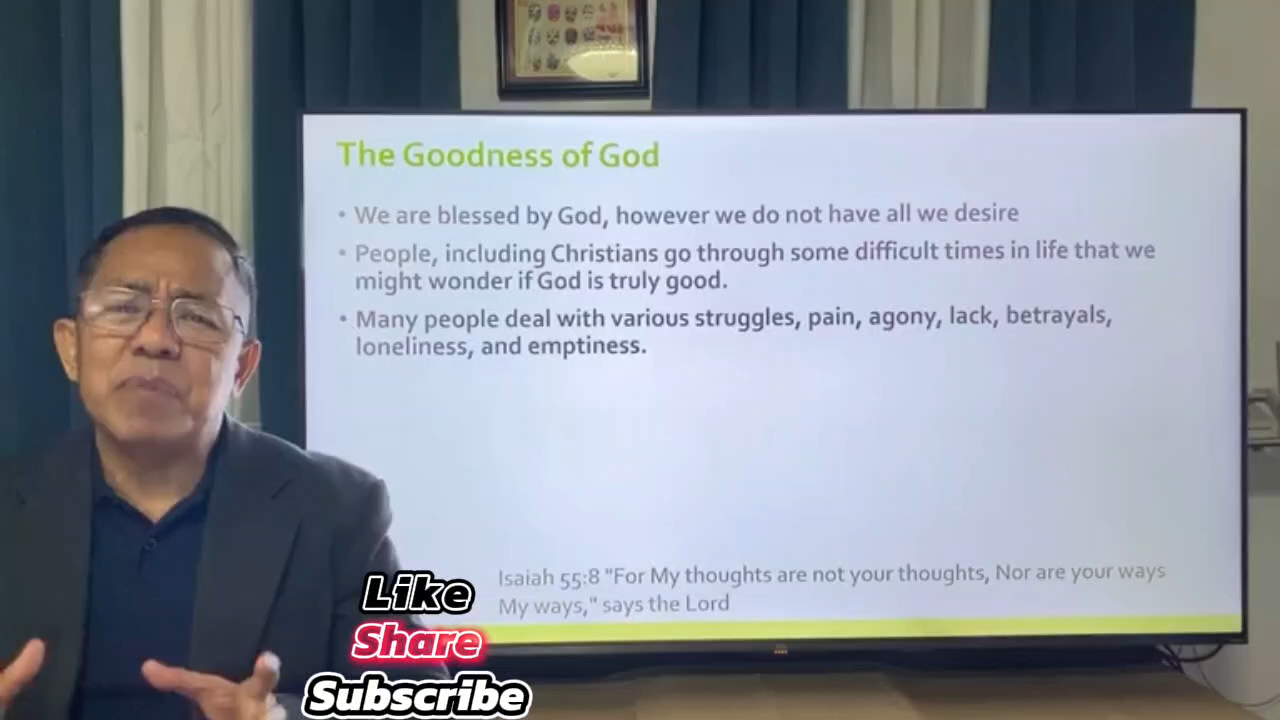 The Goodness of God
• We are blessed by God, however we do not have all we desire
• People, including Christians go through some difficult times in life that we
might wonder if God is truly good.
• Many people deal with various struggles, pain, agony, lack, betrayals,
loneliness, and emptiness.
Isaiah 55:8 "For My thoughts are not your thoughts, Nor are your ways
My ways," says the Lord
Like
Share
Subscribe